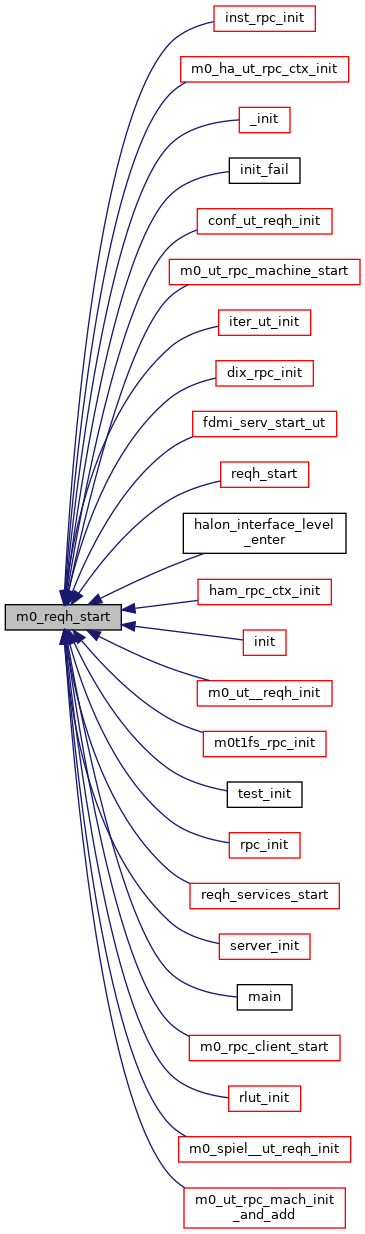 inst_rpc_init
m0_ha_ut_rpc_ctx_init
_init
init_fail
conf_ut_reqh_init
m0_ut_rpc_machine_start
iter_ut_init
dix_rpc_init
fdmi_serv_start_ut
reqh_start
halon_interface_level
_enter
ham_rpc_ctx_init
m0_reqh_start
init
m0_ut__reqh_init
m0t1fs_rpc_init
test_init
rpc_init
reqh_services_start
server_init
main
m0_rpc_client_start
rlut_init
m0_spiel__ut_reqh_init
m0_ut_rpc_mach_init
_and_add